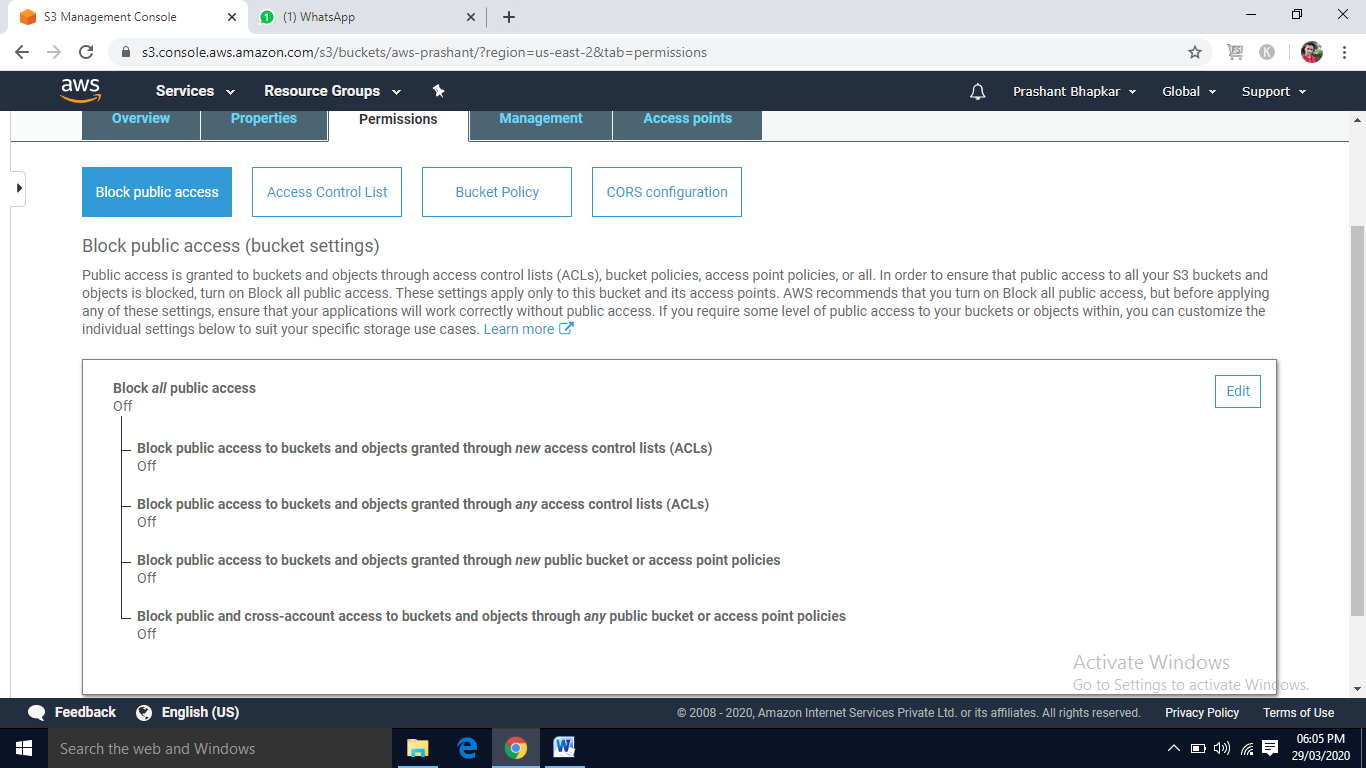 S3 Management Console
(1) WhatsApp
s3.console.aws.amazon.com/s3/buckets/aws-prashant/?region=us-east-2&tab=permissions
K
aws Services Resource Groups Prashant Bhapkar Global Support
Overview Properties Permissions Management Access points
Block public access Access Control List Bucket Policy CORS configuration
Block public access (bucket settings)
Public access is granted to buckets and objects through access control lists (ACLs), bucket policies, access point policies, or all. In order to ensure that public access to all your S3 buckets and
objects is blocked, turn on Block all public access. These settings apply only to this bucket and its access points. AWS recommends that you turn on Block all public access, but before applying
any of these settings, ensure that your applications will work correctly without public access. If you require some level of public access to your buckets or objects within, you can customize the
individual settings below to suit your specific storage use cases. Learn more
Block all public access
Off
Edit
Block public access to buckets and objects granted through new access control lists (ACLs)
Off
Block public access to buckets and objects granted through any access control lists (ACLs)
Off
Block public access to buckets and objects granted through new public bucket or access point policies
Off
Block public and cross-account access to buckets and objects through any public bucket or access point policies
Off
Activate Windows
Go to Settings to activate Windows.
Feedback English (US) © 2008 - 2020, Amazon Internet Services Private Ltd. or its affiliates. All rights reserved. Privacy Policy Terms of Use
Search the web and Windows
06:05 PM
29/03/2020